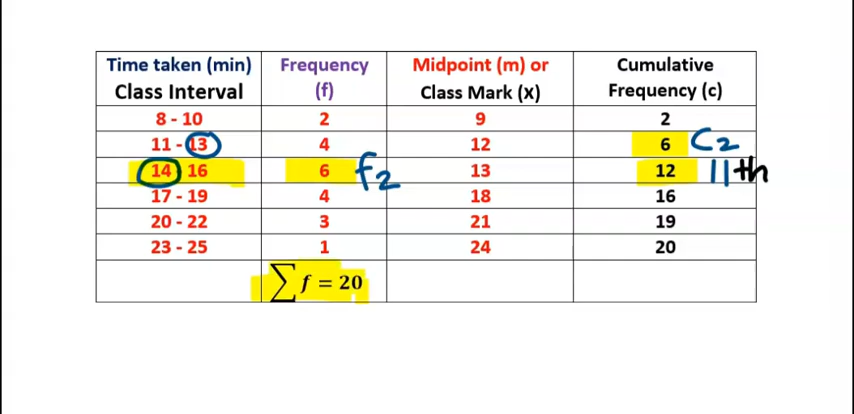 Time taken (min) Frequency Midpoint (m) or Cumulative
Class Interval (f) Class Mark (x) Frequency (c)
8 - 10 2 9 2
11 - 13 4 12 6 C2
14 - 16 6 f2 13 12 11th
17 - 19 4 18 16
20 - 22 3 21 19
23 - 25 1 24 20
∑ f = 20